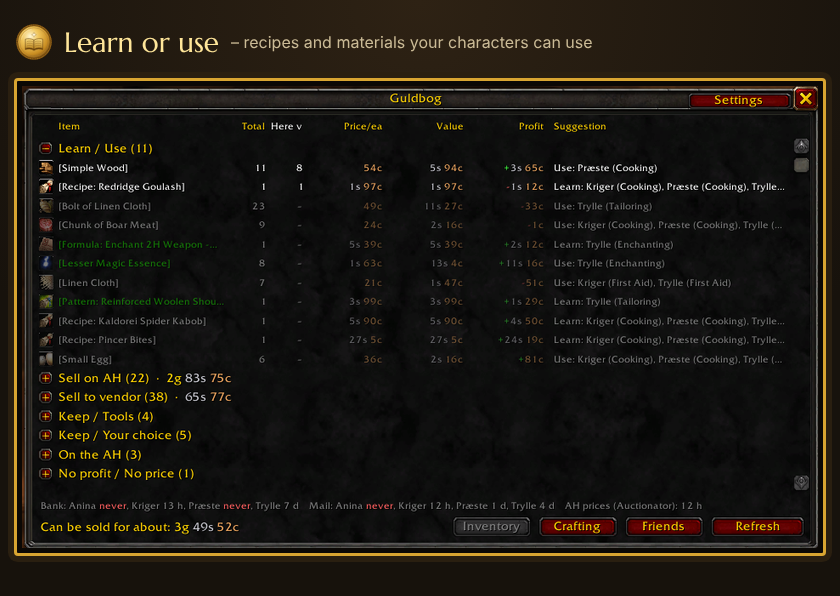 Learn or use – recipes and materials your characters can use
Guldbog
Settings
Item Total Here v Price/ea Value Profit Suggestion
Learn / Use (11)
[Simple Wood] 11 8 54c 5s 94c +3s 65c Use: Præste (Cooking)
[Recipe: Redridge Goulash] 1 1 1s 97c 1s 97c -1s 12c Learn: Kriger (Cooking), Præste (Cooking), Trylle...
[Bolt of Linen Cloth] 23 - 49c 11s 27c -33c Use: Trylle (Tailoring)
[Chunk of Boar Meat] 9 - 24c 2s 16c -1c Use: Kriger (Cooking), Præste (Cooking), Trylle (...
[Formula: Enchant 2H Weapon -... 1 - 5s 39c 5s 39c +2s 12c Learn: Trylle (Enchanting)
[Lesser Magic Essence] 8 - 1s 63c 13s 4c +11s 16c Use: Trylle (Enchanting)
[Linen Cloth] 7 - 21c 1s 47c -51c Use: Kriger (First Aid), Trylle (First Aid)
[Pattern: Reinforced Woolen Shou... 1 - 3s 99c 3s 99c +1s 29c Learn: Trylle (Tailoring)
[Recipe: Kaldorei Spider Kabob] 1 - 5s 90c 5s 90c +4s 50c Learn: Kriger (Cooking), Præste (Cooking), Trylle...
[Recipe: Pincer Bites] 1 - 27s 5c 27s 5c +24s 19c Learn: Kriger (Cooking), Præste (Cooking), Trylle...
[Small Egg] 6 - 36c 2s 16c +81c Use: Kriger (Cooking), Præste (Cooking), Trylle (...
Sell on AH (22) · 2g 83s 75c
Sell to vendor (38) · 65s 77c
Keep / Tools (4)
Keep / Your choice (5)
On the AH (3)
No profit / No price (1)
Bank: Anina never, Kriger 13 h, Præste never, Trylle 7 d Mail: Anina never, Kriger 12 h, Præste 1 d, Trylle 4 d AH prices (Auctionator): 12 h
Can be sold for about: 3g 49s 52c
Inventory Crafting Friends Refresh